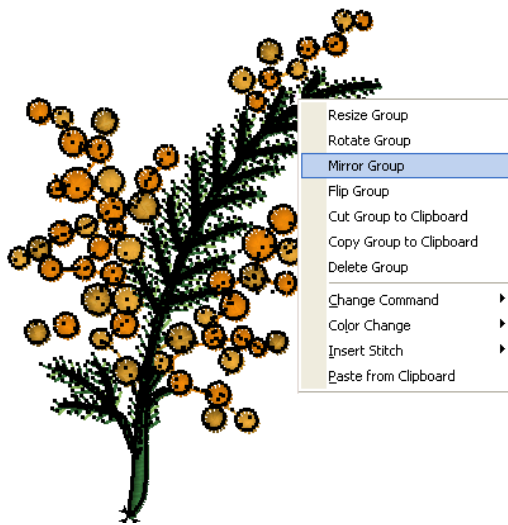 Resize Group
Rotate Group
Mirror Group
Flip Group
Cut Group to Clipboard
Copy Group to Clipboard
Delete Group
Change Command
Color Change
Insert Stitch
Paste from Clipboard